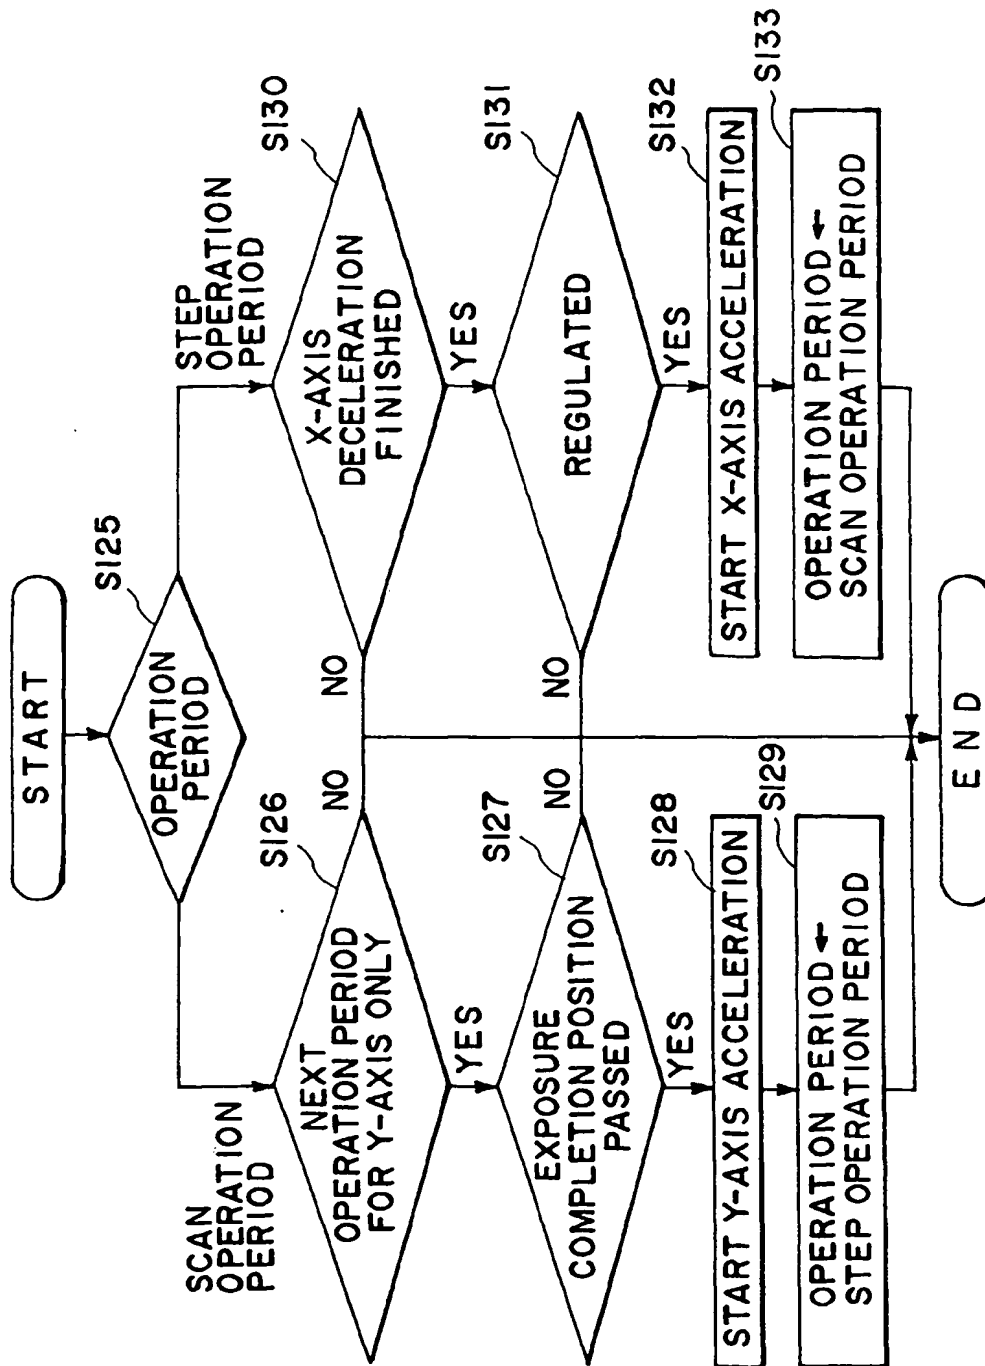 START
OPERATION
PERIOD
S125
SCAN
OPERATION
PERIOD
STEP
OPERATION
PERIOD
NEXT
OPERATION PERIOD
FOR Y-AXIS ONLY
S126
NO
NO
X-AXIS
DECELERATION
FINISHED
S130
YES
YES
EXPOSURE
COMPLETION POSITION
PASSED
S127
NO
NO
REGULATED
S131
YES
YES
START Y-AXIS ACCELERATION
S128
START X-AXIS ACCELERATION
S132
OPERATION PERIOD ←
STEP OPERATION PERIOD
S129
OPERATION PERIOD ←
SCAN OPERATION PERIOD
S133
END